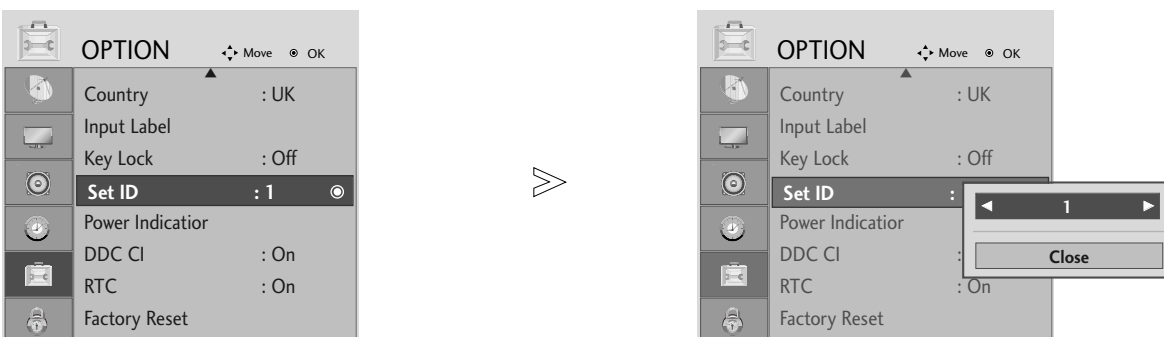 OPTION Move OK
Country : UK
Input Label
Key Lock : Off
Set ID : 1
Power Indicatior
DDC CI : On
RTC : On
Factory Reset
OPTION Move OK
Country : UK
Input Label
Key Lock : Off
Set ID :
◄ 1 ►
Power Indicatior
DDC CI :
Close
RTC : On
Factory Reset